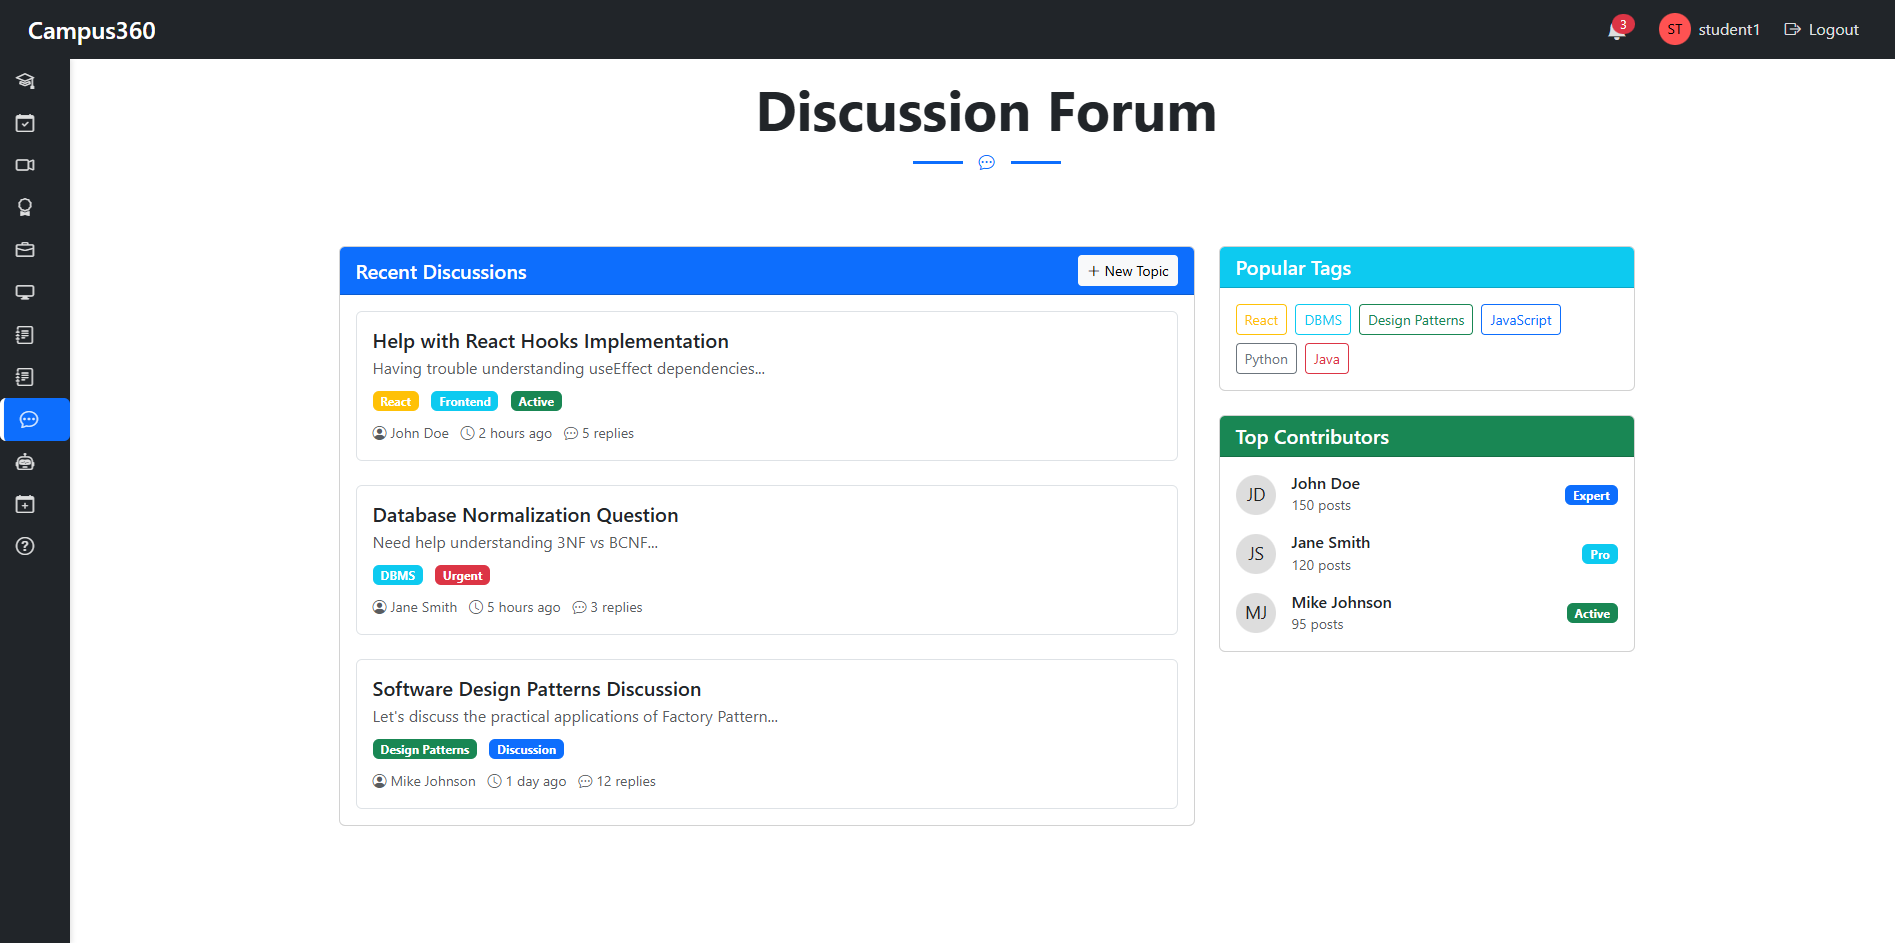 Campus360
3
ST
student1
Logout
Discussion Forum
Recent Discussions
New Topic
Help with React Hooks Implementation
Having trouble understanding useEffect dependencies...
React Frontend Active
John Doe 2 hours ago 5 replies
Database Normalization Question
Need help understanding 3NF vs BCNF...
DBMS Urgent
Jane Smith 5 hours ago 3 replies
Software Design Patterns Discussion
Let's discuss the practical applications of Factory Pattern...
Design Patterns Discussion
Mike Johnson 1 day ago 12 replies
Popular Tags
React DBMS Design Patterns JavaScript
Python Java
Top Contributors
JD
John Doe
150 posts
Expert
JS
Jane Smith
120 posts
Pro
MJ
Mike Johnson
95 posts
Active